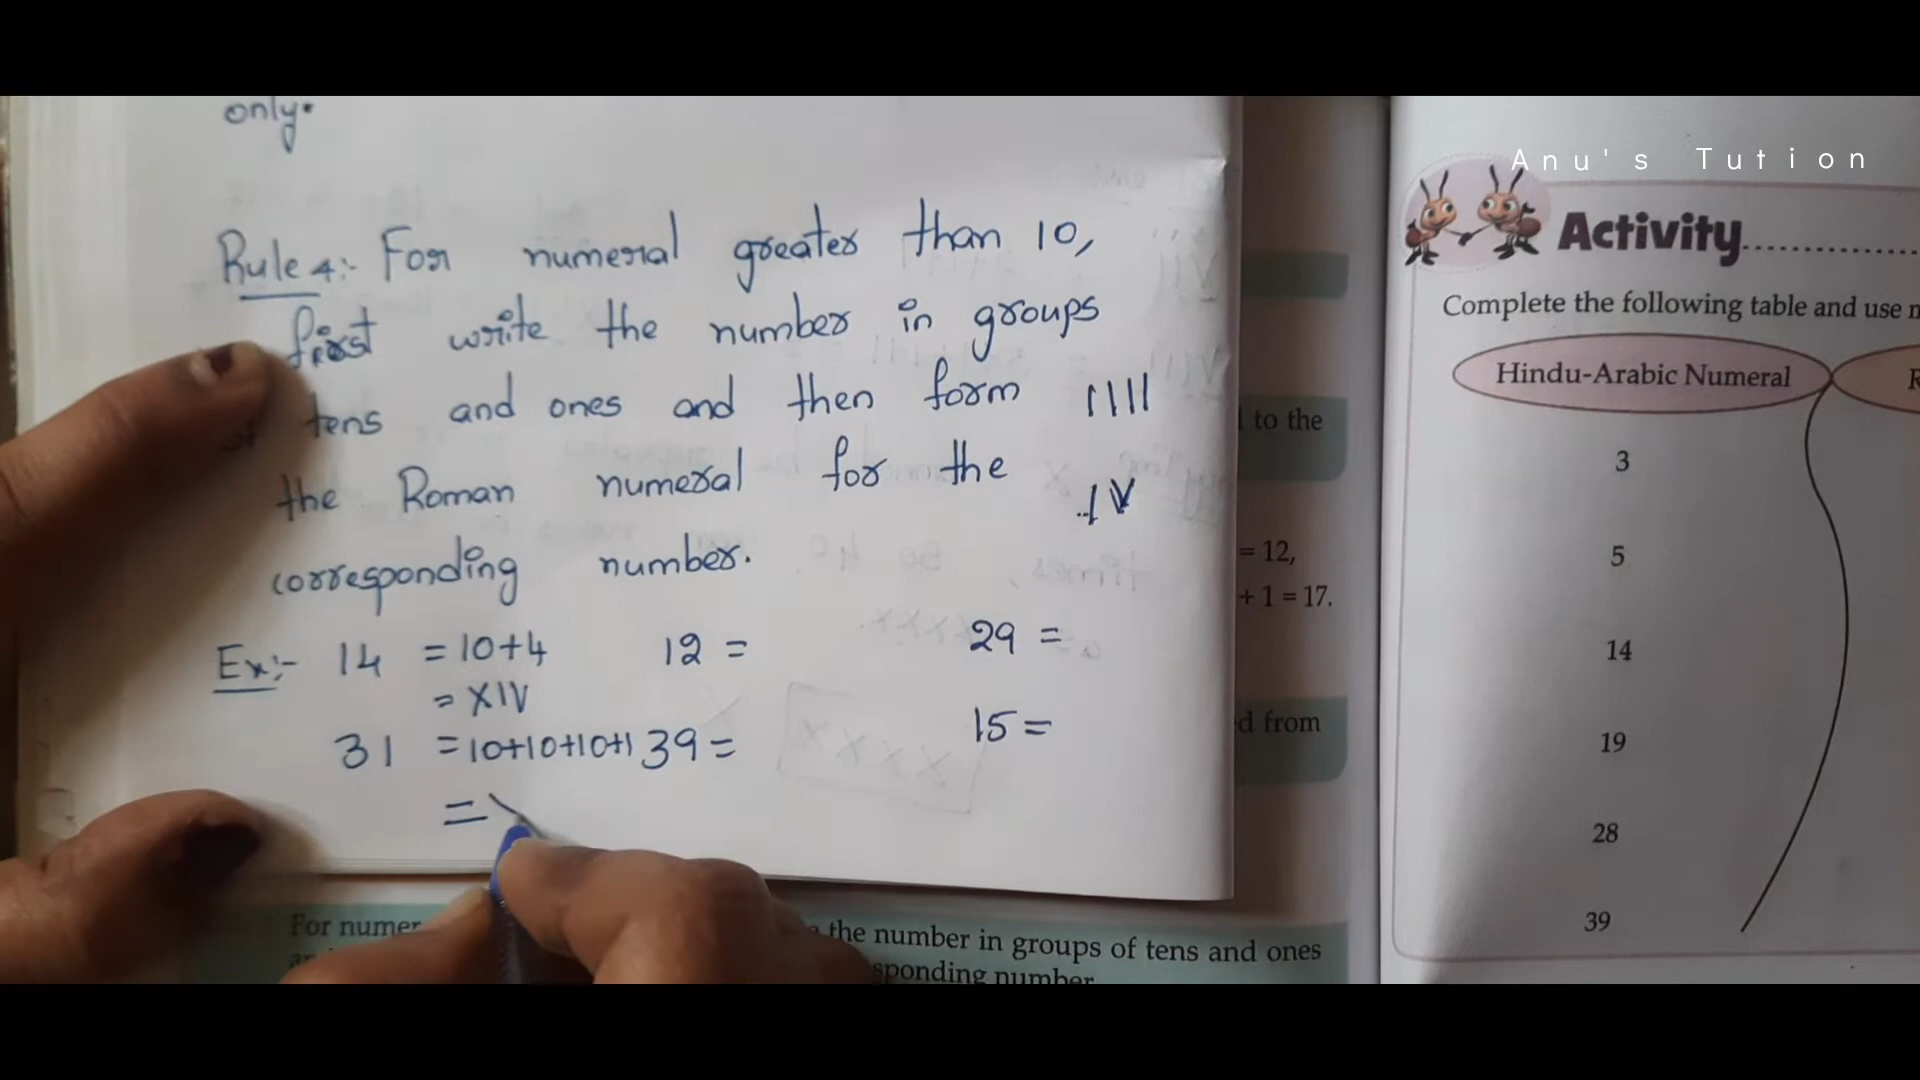 only.
Rule 4:- For numeral greater than 10,
first write the number in groups
of tens and ones and then form
the Roman numeral for the
corresponding number.
IIII
IV
Ex:- 14 = 10+4 12 = 29 =
= XIV
31 = 10+10+10+1 39 = 15 =
=
to the
= 12,
+ 1 = 17.
d from
For numer the number in groups of tens and ones
sponding number
Anu's Tution
Activity
Complete the following table and use
Hindu-Arabic Numeral R
3
5
14
19
28
39